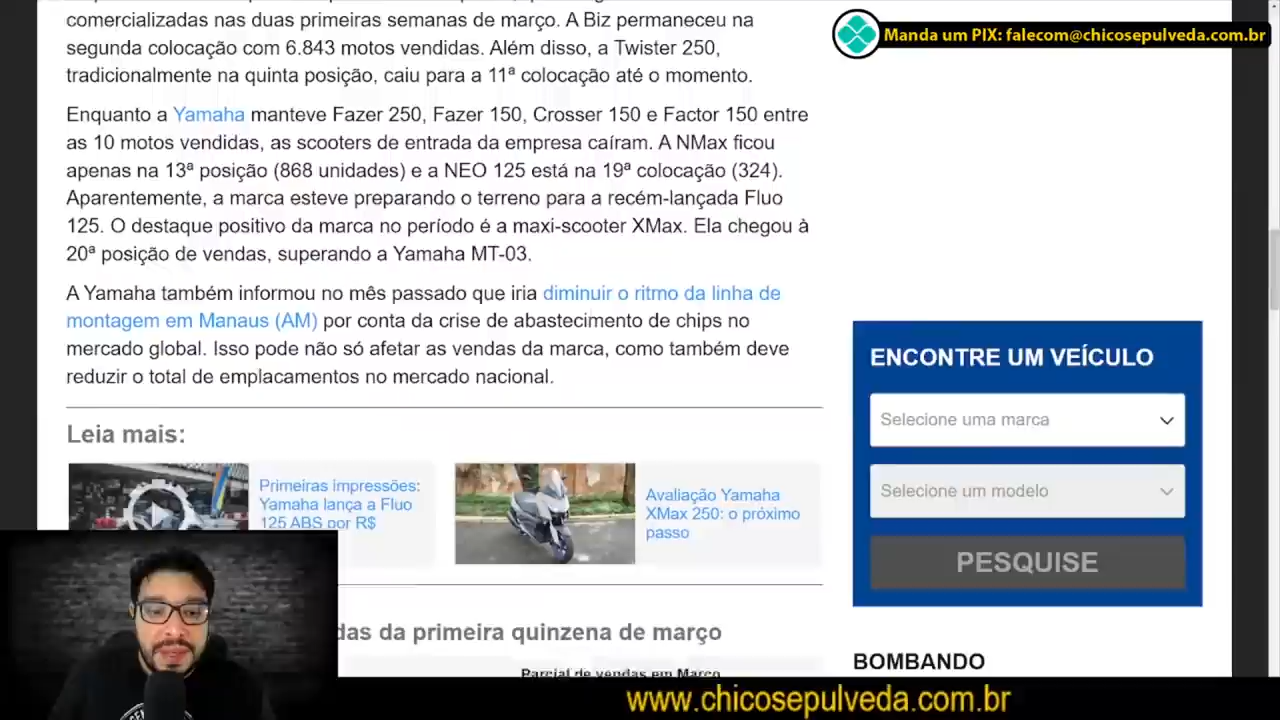 comercializadas nas duas primeiras semanas de março. A Biz permaneceu na
segunda colocação com 6.843 motos vendidas. Além disso, a Twister 250,
tradicionalmente na quinta posição, caiu para a 11ª colocação até o momento.
Enquanto a Yamaha manteve Fazer 250, Fazer 150, Crosser 150 e Factor 150 entre
as 10 motos vendidas, as scooters de entrada da empresa caíram. A NMax ficou
apenas na 13ª posição (868 unidades) e a NEO 125 está na 19ª colocação (324).
Aparentemente, a marca esteve preparando o terreno para a recém-lançada Fluo
125. O destaque positivo da marca no período é a maxi-scooter XMax. Ela chegou à
20ª posição de vendas, superando a Yamaha MT-03.
A Yamaha também informou no mês passado que iria diminuir o ritmo da linha de
montagem em Manaus (AM) por conta da crise de abastecimento de chips no
mercado global. Isso pode não só afetar as vendas da marca, como também deve
reduzir o total de emplacamentos no mercado nacional.
Leia mais:
Primeiras impressões:
Yamaha lança a Fluo
125 ABS por R$
Avaliação Yamaha
XMax 250: o próximo
passo
das da primeira quinzena de março
Parcial de vendas em Março
Manda um PIX: falecom@chicosepulveda.com.br
ENCONTRE UM VEÍCULO
Selecione uma marca
Selecione um modelo
PESQUISE
BOMBANDO
www.chicosepulveda.com.br